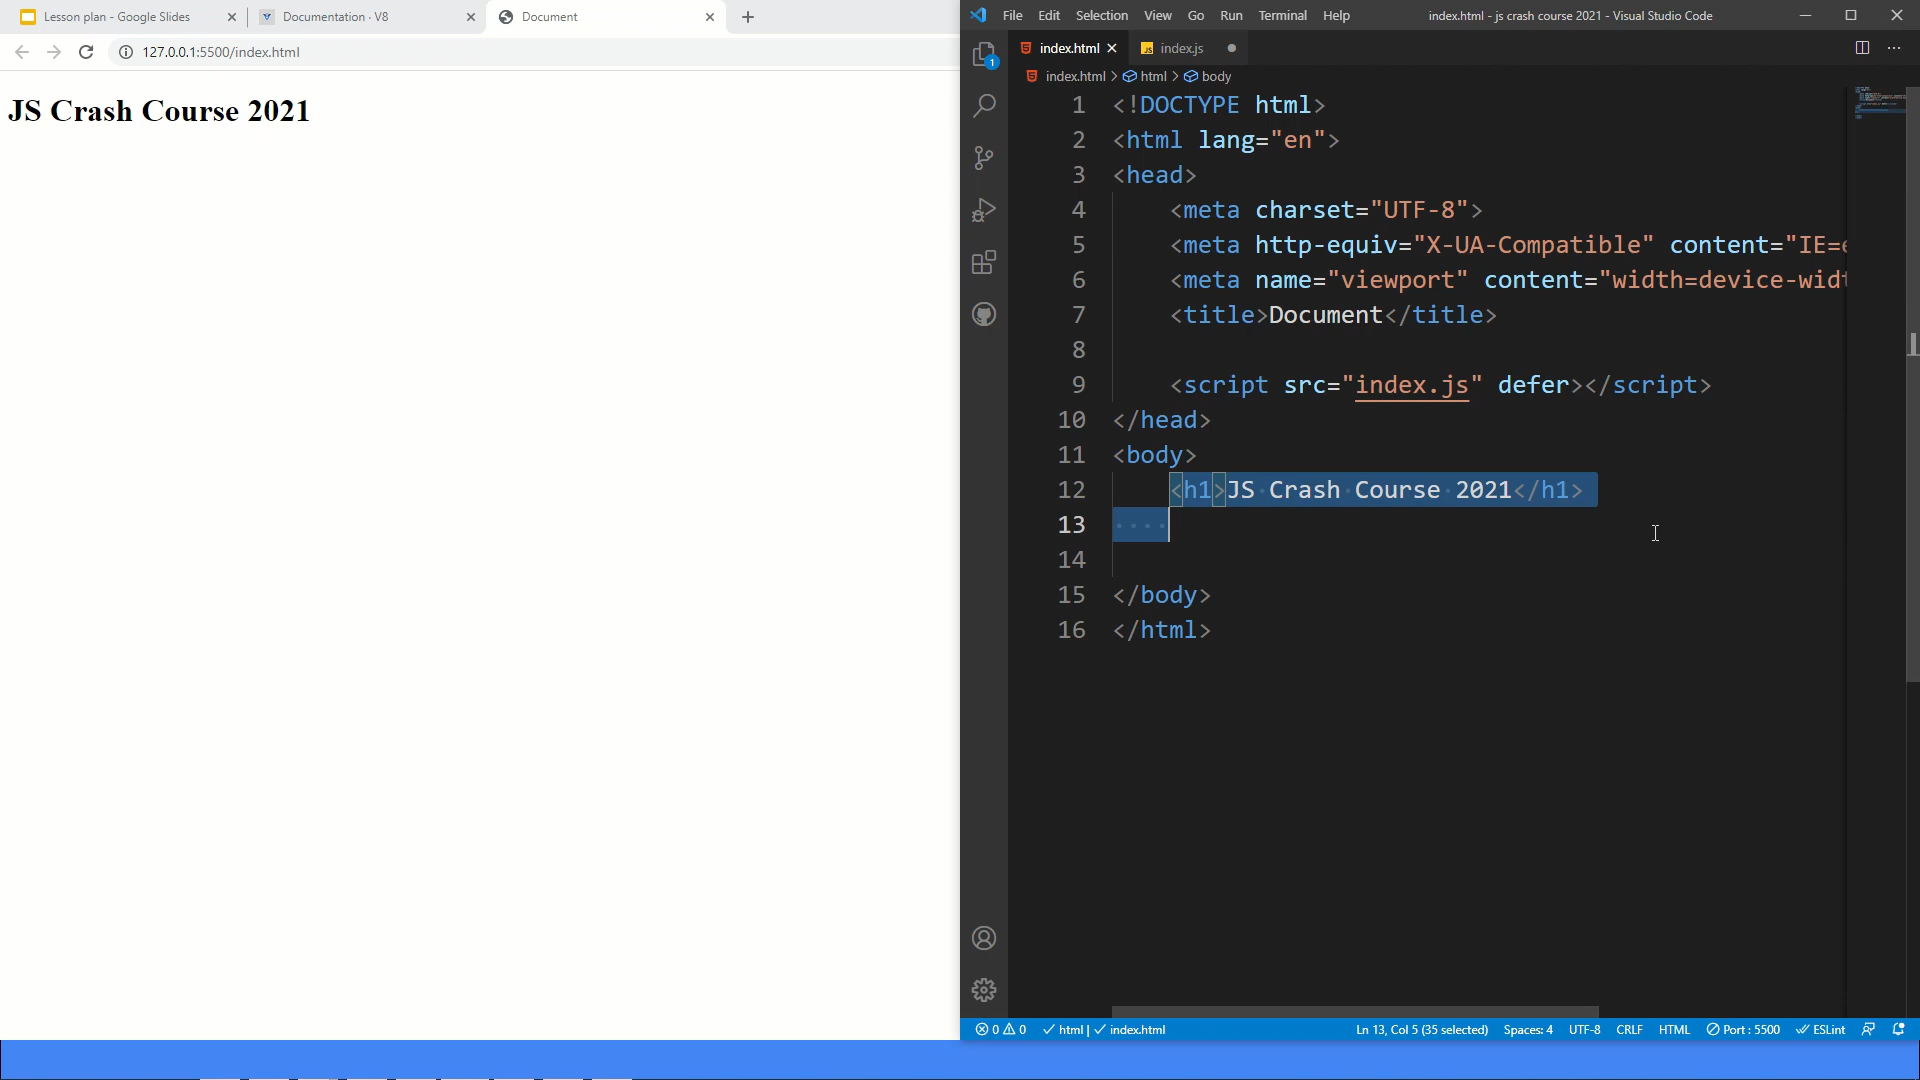 Lesson plan - Google Slides
Documentation · V8
Document
127.0.0.1:5500/index.html
JS Crash Course 2021
File Edit Selection View Go Run Terminal Help
index.html - js crash course 2021 - Visual Studio Code
index.html
JS index.js
index.html > html > body
1 <!DOCTYPE html>
2 <html lang="en">
3 <head>
4 <meta charset="UTF-8">
5 <meta http-equiv="X-UA-Compatible" content="IE=
6 <meta name="viewport" content="width=device-wid
7 <title>Document</title>
8
9 <script src="index.js" defer></script>
10 </head>
11 <body>
12 <h1>JS Crash Course 2021</h1>
13
14
15 </body>
16 </html>
1
0 0 html | index.html
Ln 13, Col 5 (35 selected) Spaces: 4 UTF-8 CRLF HTML Port : 5500 ESLint